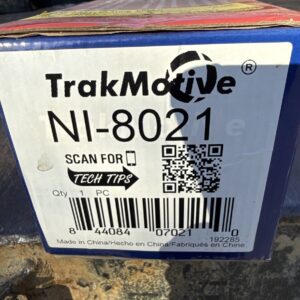 TrakMotive®
NI-8021
SCAN FOR
TECH TIPS
Qty 1 PC
8 44084 07021 0
192285
Made in China/Hecho en China/Fabriqués en Chine